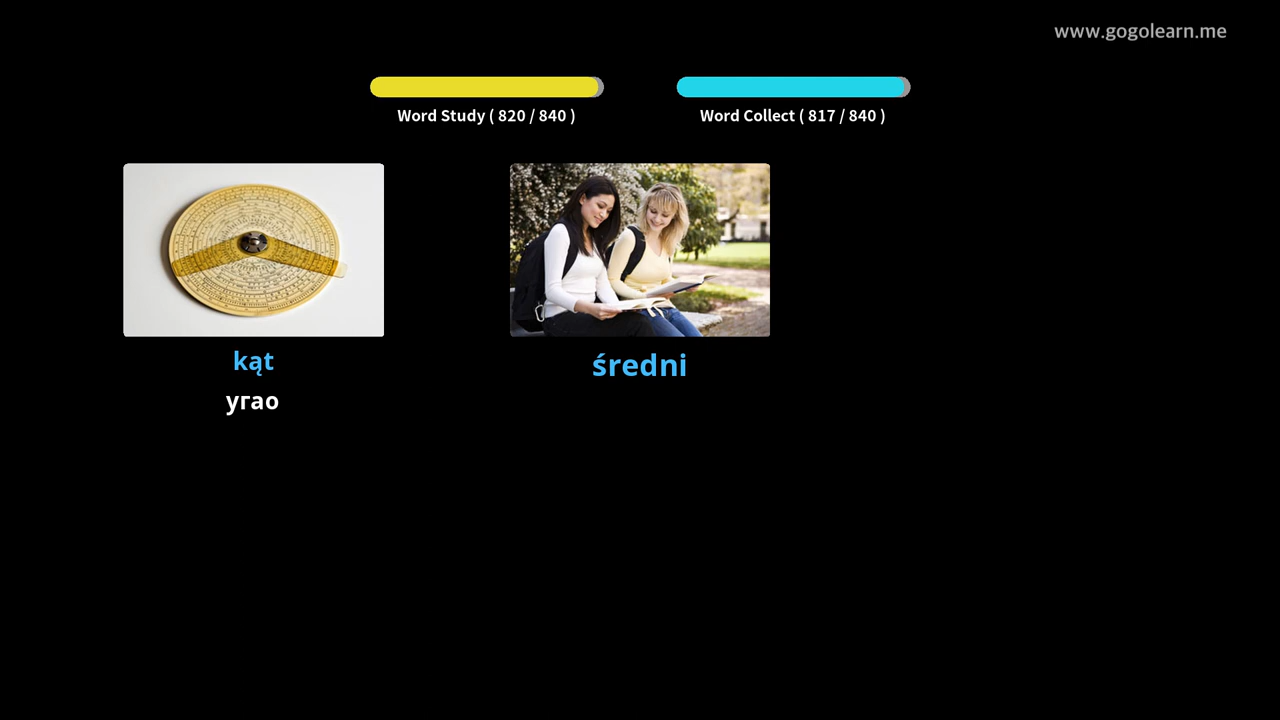 www.gogolearn.me
Word Study ( 820 / 840 )
Word Collect ( 817 / 840 )
kąt
угао
średni